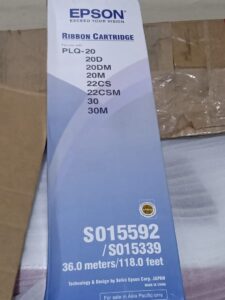 EPSON
EXCEED YOUR VISION
RIBBON CARTRIDGE
PLQ-20
20D
20DM
20M
22CS
22CSM
30
30M
S015592
/S015339
36.0 meters/118.0 feet
Technology & Design by Seiko Epson Corp, JAPAN
MADE IN CHINA
For sale in Asia Pacific only